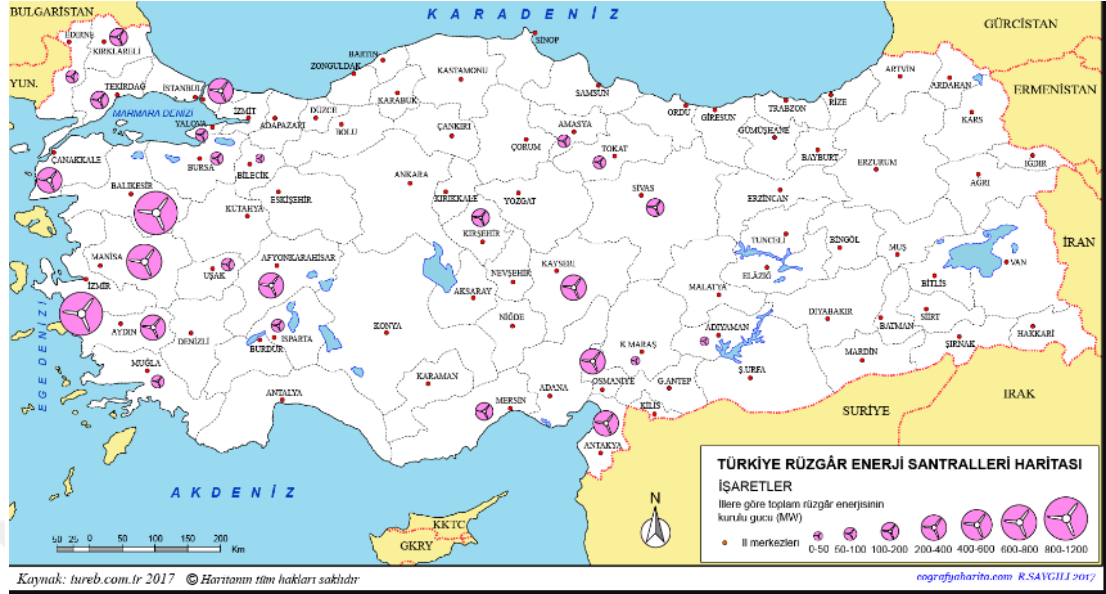 BULGARİSTAN
K A R A D E N İ Z
GÜRCİSTAN
EDİRNE
KIRKLARELİ
SİNOP
BARTIN
ZONGULDAK
KASTAMONU
ARTVİN
ARDAHAN
YUN.
TEKİRDAĞ
İSTANBUL
KARABÜK
SAMSUN
ERMENİSTAN
MARMARA DENİZİ
İZMİT
DÜZCE
ORDU
GİRESUN
TRABZON
RİZE
KARS
YALOVA
ADAPAZARI
BOLU
ÇANKIRI
AMASYA
GÜMÜŞHANE
ÇANAKKALE
BURSA
BİLECİK
ÇORUM
TOKAT
BAYBURT
ERZURUM
IĞDIR
BALIKESİR
ANKARA
AĞRI
ESKİŞEHİR
KIRIKKALE
YOZGAT
SİVAS
ERZİNCAN
KÜTAHYA
KIRŞEHİR
TUNCELİ
BİNGÖL
MUŞ
İRAN
MANİSA
UŞAK
AFYONKARAHİSAR
NEVŞEHİR
KAYSERİ
ELAZIĞ
VAN
İZMİR
AKSARAY
MALATYA
BİTLİS
AYDIN
DENİZLİ
ISPARTA
BURDUR
KONYA
NİĞDE
ADIYAMAN
DİYABAKIR
BATMAN
SİİRT
HAKKARİ
ŞIRNAK
E G E D E N İ Z İ
MUĞLA
K.MARAŞ
MARDİN
KARAMAN
ADANA
OSMANİYE
G.ANTEP
Ş.URFA
ANTALYA
MERSİN
KİLİS
IRAK
SURİYE
ANTAKYA
A K D E N İ Z
TÜRKİYE RÜZGÂR ENERJİ SANTRALLERİ HARİTASI
İŞARETLER
İllere göre toplam rüzgâr enerjisinin
kurulu gucu (MW)
N
KKTC
GKRY
Il merkezleri
0-50 50-100 100-200 200-400 400-600 600-800 800-1200
50 25 0 50 100 150 200
Km
Kaynak: tureb.com.tr 2017 © Haritanın tüm hakları saklıdır
cografyaharita.com R.SAYGILI 2017